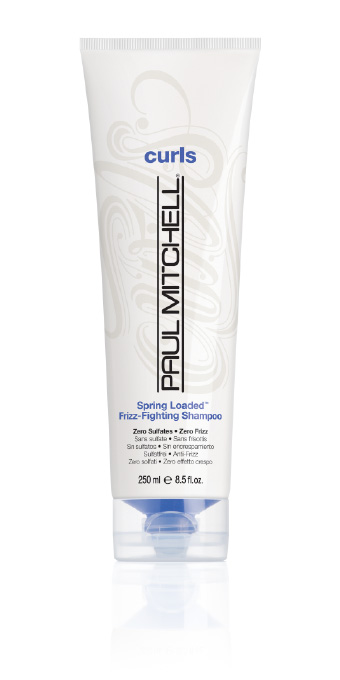 curls
PAUL MITCHELL®
Spring Loaded™
Frizz-Fighting Shampoo
Zero Sulfates • Zero Frizz
Sans sulfate • Sans frisottis
Sin sulfatos • Sin encrespamiento
Sulfatfrei • Anti-Frizz
Zero solfati • Zero effetto crespo
250 ml ℮ 8.5 fl.oz.